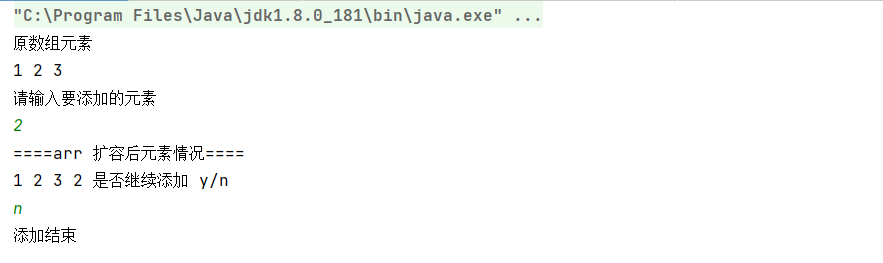 "C:\Program Files\Java\jdk1.8.0_181\bin\java.exe" ...
原数组元素
1 2 3
请输入要添加的元素
2
====arr 扩容后元素情况====
1 2 3 2 是否继续添加 y/n
n
添加结束